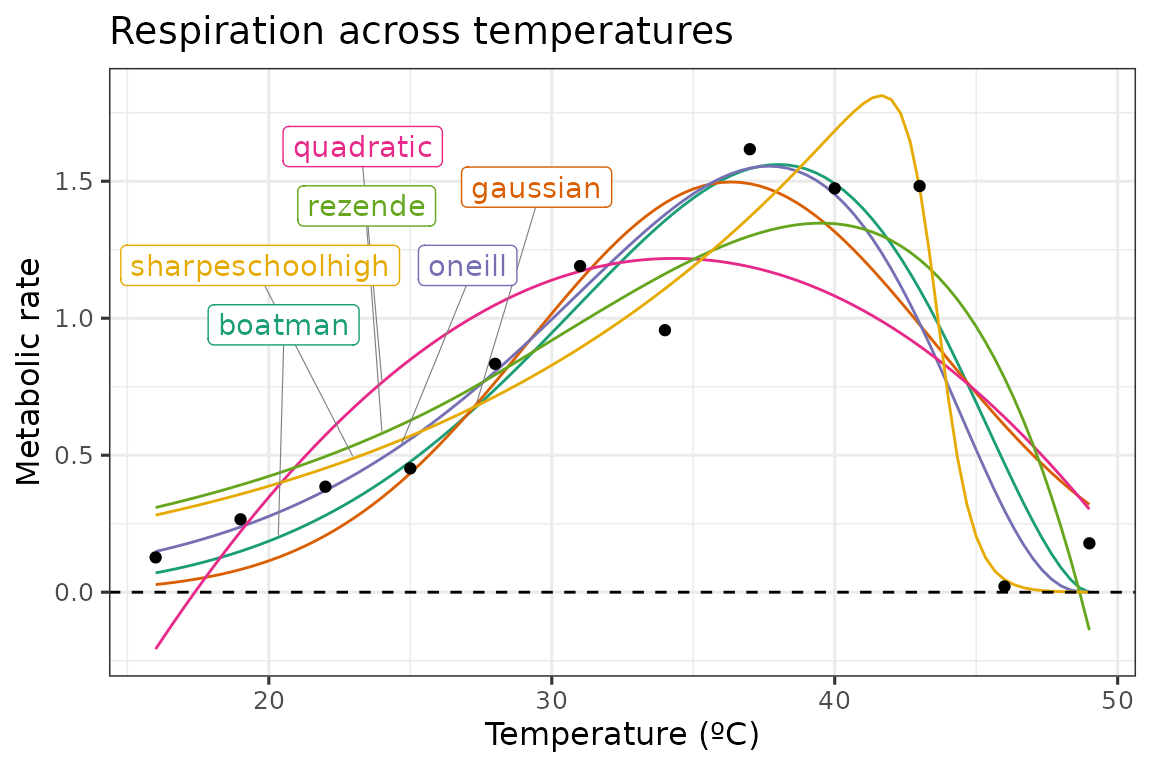 Respiration across temperatures
quadratic
gaussian
rezende
sharpeschoolhigh
oneill
boatman
1.5
1.0
0.5
0.0
Metabolic rate
20 30 40 50
Temperature (ºC)